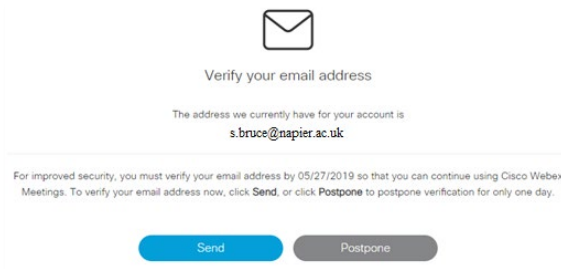 Verify your email address
The address we currently have for your account is
s.bruce@napier.ac.uk
For improved security, you must verify your email address by 05/27/2019 so that you can continue using Cisco Webex
Meetings. To verify your email address now, click Send, or click Postpone to postpone verification for only one day.
Send
Postpone